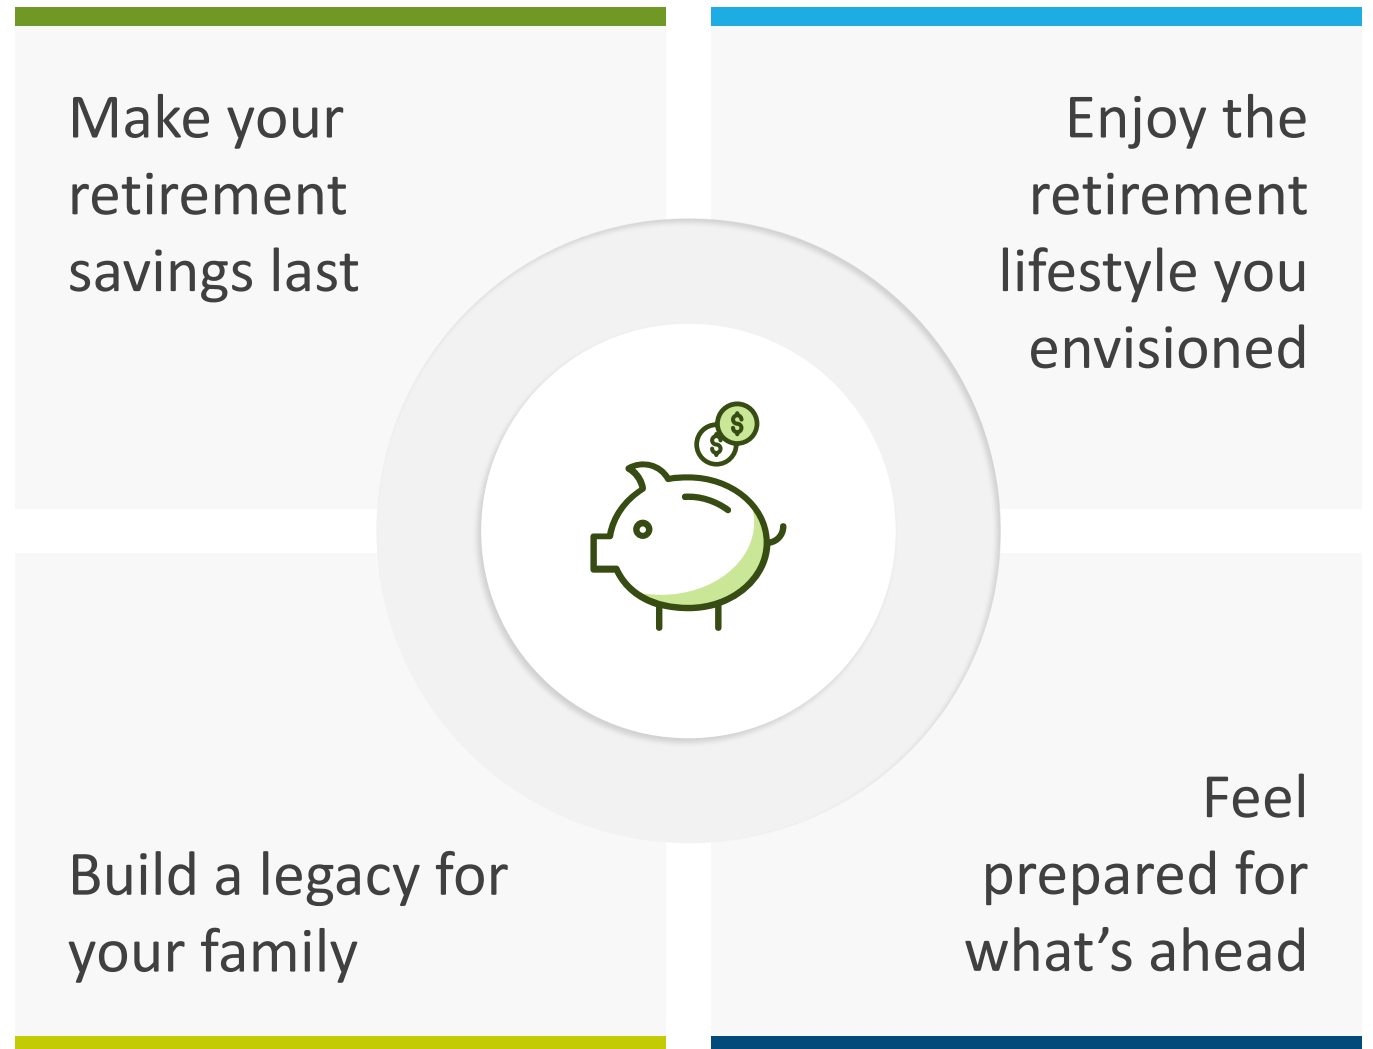 Make your
retirement
savings last
Enjoy the
retirement
lifestyle you
envisioned
$
$
Build a legacy for
your family
Feel
prepared for
what’s ahead